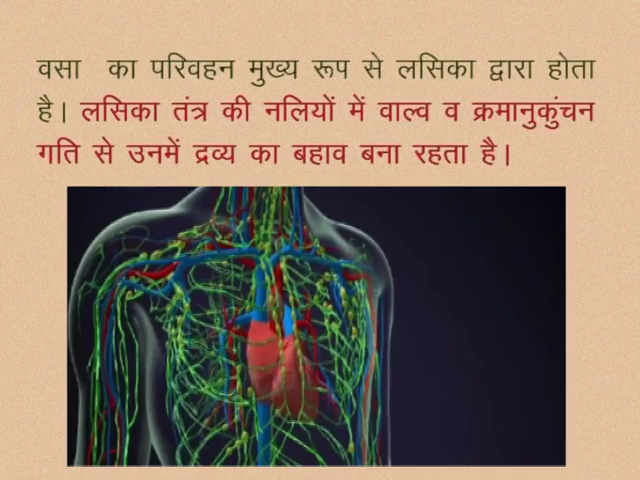 वसा का परिवहन मुख्य रूप से लसिका द्वारा होता
है। लसिका तंत्र की नलियों में वाल्व व क्रमानुकुंचन
गति से उनमें द्रव्य का बहाव बना रहता है।